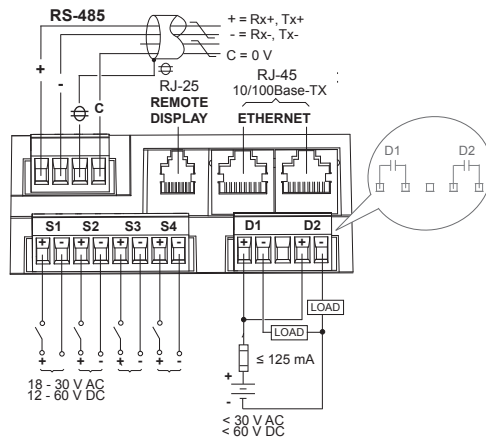 RS-485
+ = Rx+, Tx+
- = Rx-, Tx-
C = 0 V
+ - C
RJ-25
REMOTE
DISPLAY
RJ-45
10/100Base-TX
ETHERNET
D1 D2
S1 S2 S3 S4
+ - + - + - + -
D1 D2
+ - + -
LOAD
LOAD
≤ 125 mA
+
-
+ - + - + - + -
18 - 30 V AC
12 - 60 V DC
< 30 V AC
< 60 V DC